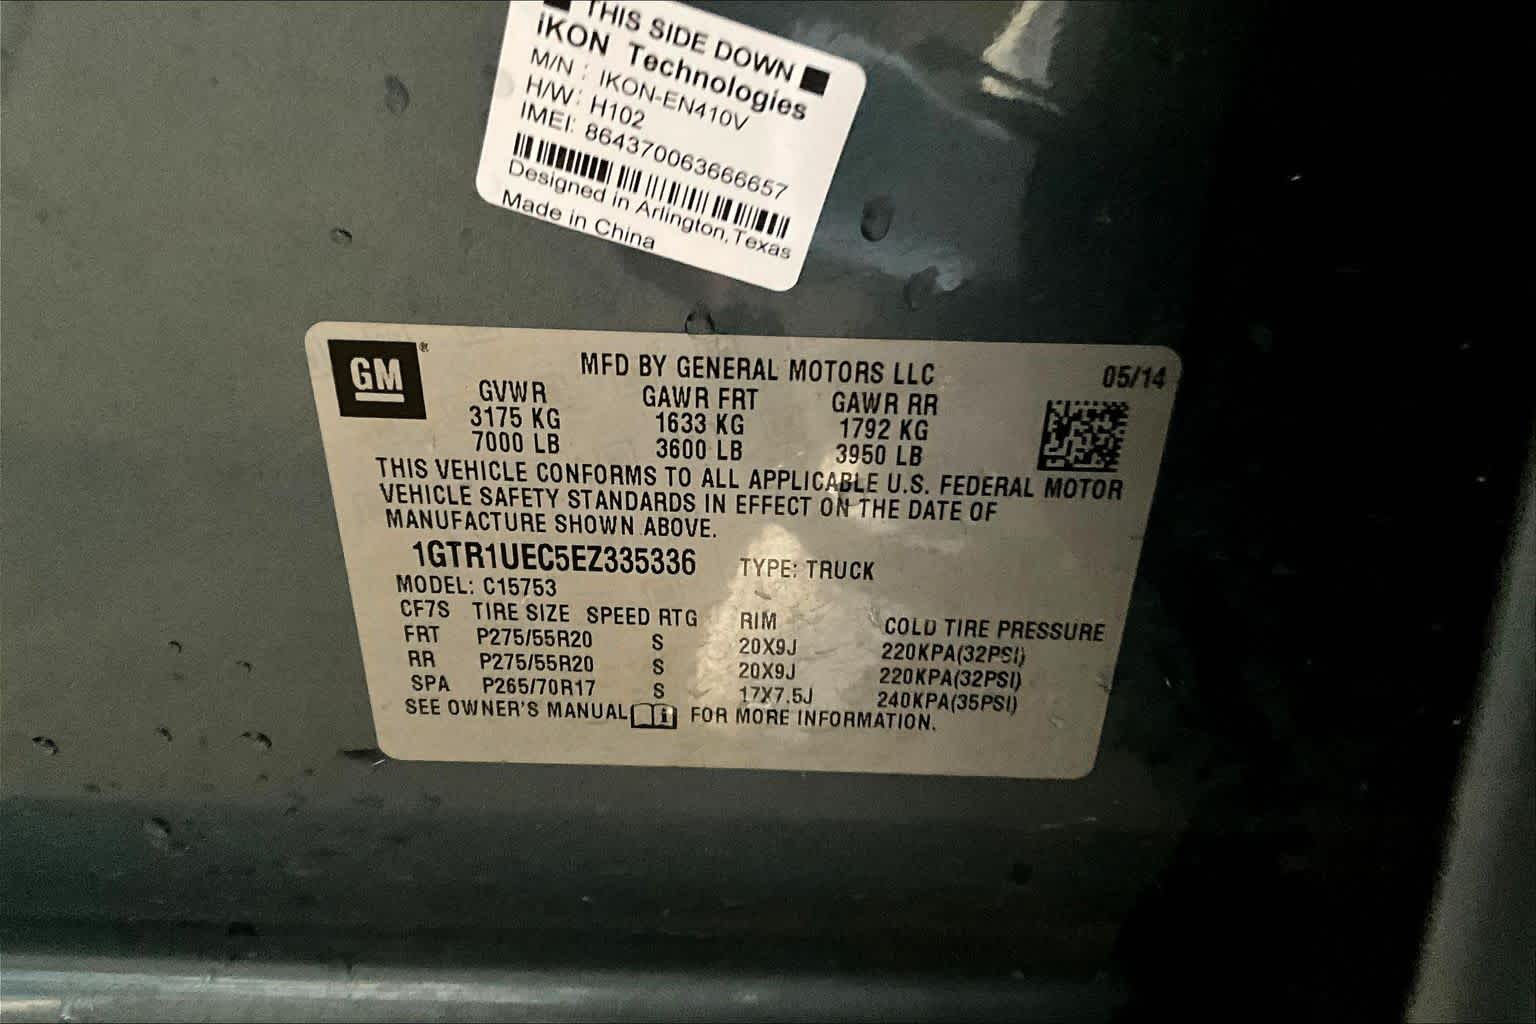 THIS SIDE DOWN
iKON Technologies
M/N : IKON-EN410V
H/W: H102
IMEI: 864370063666657
Designed in Arlington, Texas
Made in China
GM®
MFD BY GENERAL MOTORS LLC 05/14
GVWR GAWR FRT GAWR RR
3175 KG 1633 KG 1792 KG
7000 LB 3600 LB 3950 LB
THIS VEHICLE CONFORMS TO ALL APPLICABLE U.S. FEDERAL MOTOR
VEHICLE SAFETY STANDARDS IN EFFECT ON THE DATE OF
MANUFACTURE SHOWN ABOVE.
1GTR1UEC5EZ335336 TYPE: TRUCK
MODEL: C15753
CF7S TIRE SIZE SPEED RTG RIM COLD TIRE PRESSURE
FRT P275/55R20 S 20X9J 220KPA(32PSI)
RR P275/55R20 S 20X9J 220KPA(32PSI)
SPA P265/70R17 S 17X7.5J 240KPA(35PSI)
SEE OWNER'S MANUAL i FOR MORE INFORMATION.